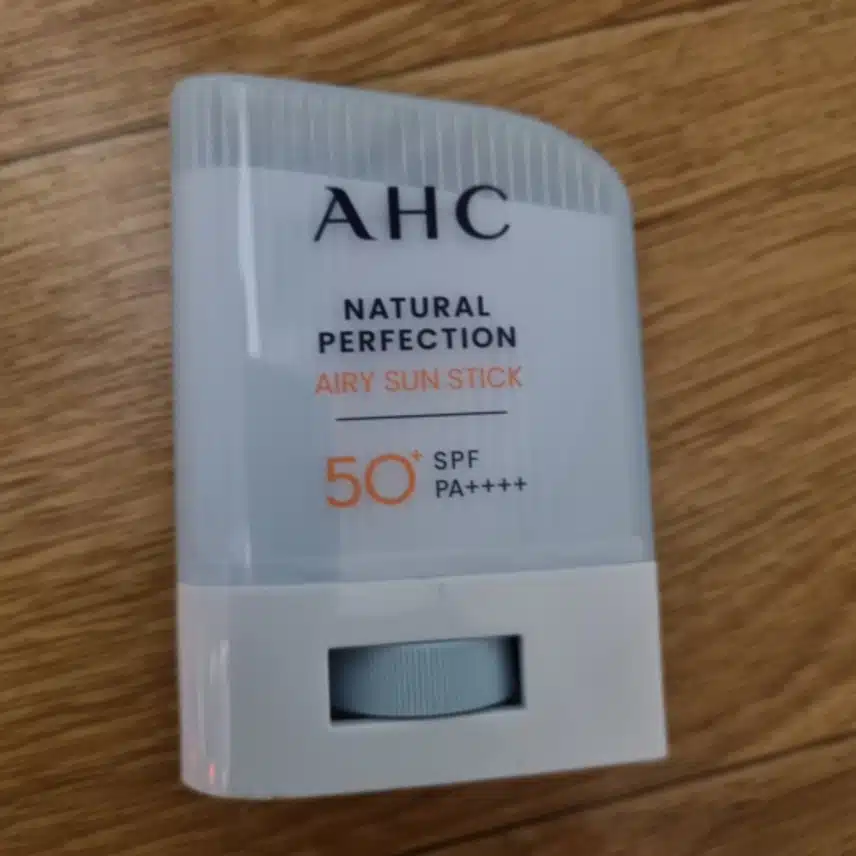 AHC
NATURAL
PERFECTION
AIRY SUN STICK
50+ SPF
PA++++